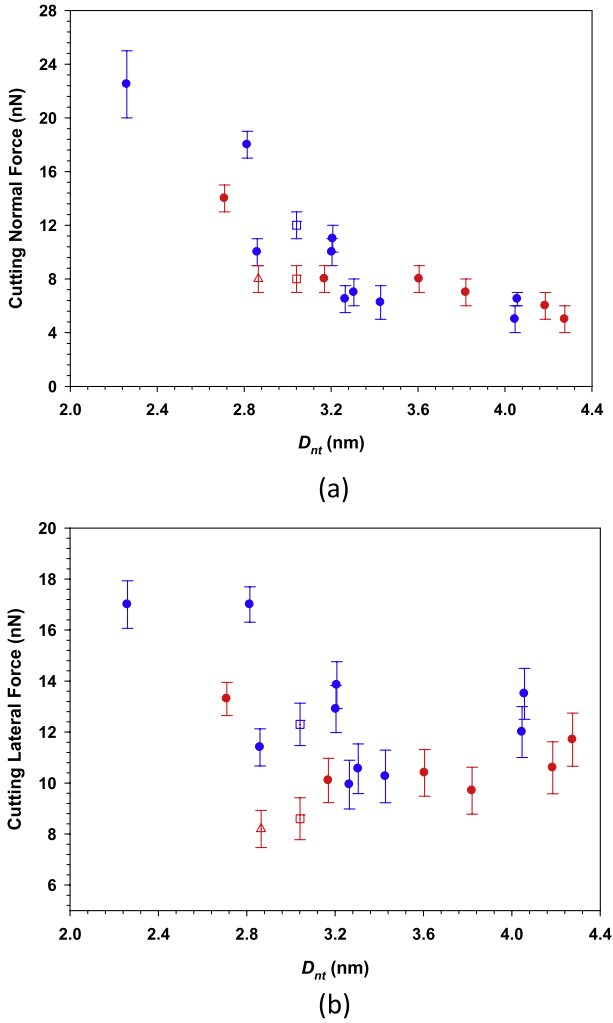 28
24
20
16
12
8
4
0
Cutting Normal Force (nN)
2.0 2.4 2.8 3.2 3.6 4.0 4.4
Dnt (nm)
(a)
20
18
16
14
12
10
8
6
Cutting Lateral Force (nN)
2.0 2.4 2.8 3.2 3.6 4.0 4.4
Dnt (nm)
(b)